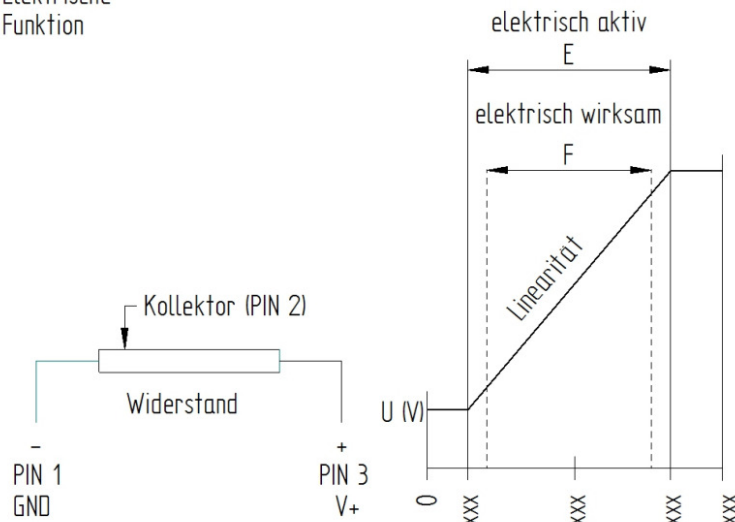 Funktion
elektrisch aktiv
E
elektrisch wirksam
F
Linearität
Kollektor (PIN 2)
Widerstand
U (V)
- +
PIN 1 PIN 3
GND V+
0 XXX XXX XXX XXX